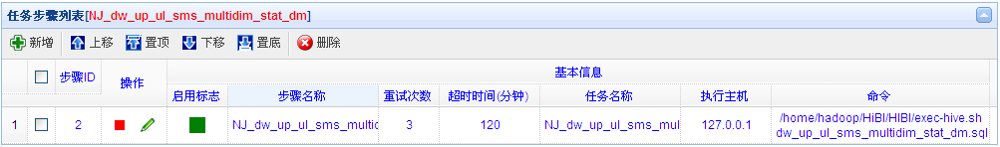 任务步骤列表[NJ_dw_up_ul_sms_multidim_stat_dm]
新增 上移 置顶 下移 置底 删除
步骤ID 操作 基本信息
启用标志 步骤名称 重试次数 超时时间(分钟) 任务名称 执行主机 命令
1 2 NJ_dw_up_ul_sms_multid 3 120 NJ_dw_up_ul_sms_mul 127.0.0.1 /home/hadoop/HiBI/HIBI/exec-hive.sh
dw_up_ul_sms_multidim_stat_dm.sql